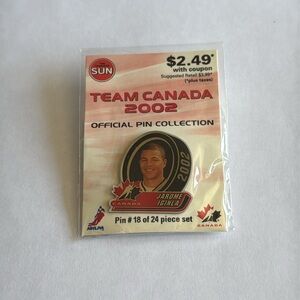 SUN
$2.49*
with coupon
Suggested Retail $3.99*
(*plus taxes)
TEAM CANADA
2002
OFFICIAL PIN COLLECTION
2002
CANADA
JAROME
IGINLA
Pin # 18 of 24 piece set
NHLPA
CANADA